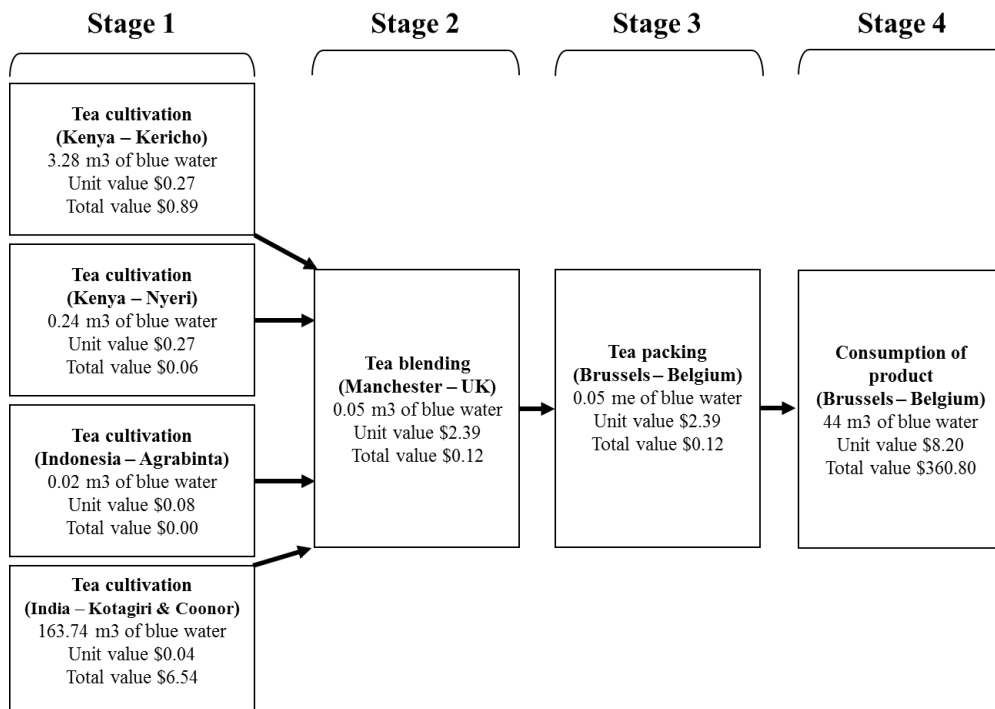 Stage 1
Stage 2
Stage 3
Stage 4
Tea cultivation
(Kenya – Kericho)
3.28 m3 of blue water
Unit value $0.27
Total value $0.89
Tea cultivation
(Kenya – Nyeri)
0.24 m3 of blue water
Unit value $0.27
Total value $0.06
Tea cultivation
(Indonesia – Agrabinta)
0.02 m3 of blue water
Unit value $0.08
Total value $0.00
Tea cultivation
(India – Kotagiri & Coonor)
163.74 m3 of blue water
Unit value $0.04
Total value $6.54
Tea blending
(Manchester – UK)
0.05 m3 of blue water
Unit value $2.39
Total value $0.12
Tea packing
(Brussels – Belgium)
0.05 me of blue water
Unit value $2.39
Total value $0.12
Consumption of
product
(Brussels – Belgium)
44 m3 of blue water
Unit value $8.20
Total value $360.80